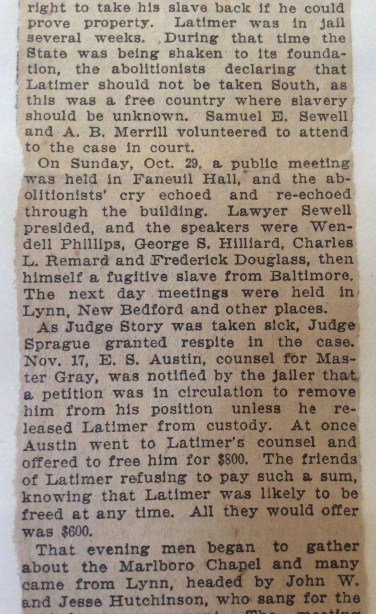 right to take his slave back if he could
prove property. Latimer was in jail
several weeks. During that time the
State was being shaken to its founda-
tion, the abolitionists declaring that
Latimer should not be taken South, as
this was a free country where slavery
should be unknown. Samuel E. Sewell
and A. B. Merrill volunteered to attend
to the case in court.
On Sunday, Oct. 29, a public meeting
was held in Faneuil Hall, and the ab-
olitionists' cry echoed and re-echoed
through the building. Lawyer Sewell
presided, and the speakers were Wen-
dell Phillips, George S. Hilliard, Charles
L. Remard and Frederick Douglass, then
himself a fugitive slave from Baltimore.
The next day meetings were held in
Lynn, New Bedford and other places.
As Judge Story was taken sick, Judge
Sprague granted respite in the case.
Nov. 17, E. S. Austin, counsel for Mas-
ter Gray, was notified by the jailer that
a petition was in circulation to remove
him from his position unless he re-
leased Latimer from custody. At once
Austin went to Latimer's counsel and
offered to free him for $800. The friends
of Latimer refusing to pay such a sum,
knowing that Latimer was likely to be
freed at any time. All they would offer
was $600.
That evening men began to gather
about the Marlboro Chapel and many
came from Lynn, headed by John W.
and Jesse Hutchinson, who sang for the
The meeting